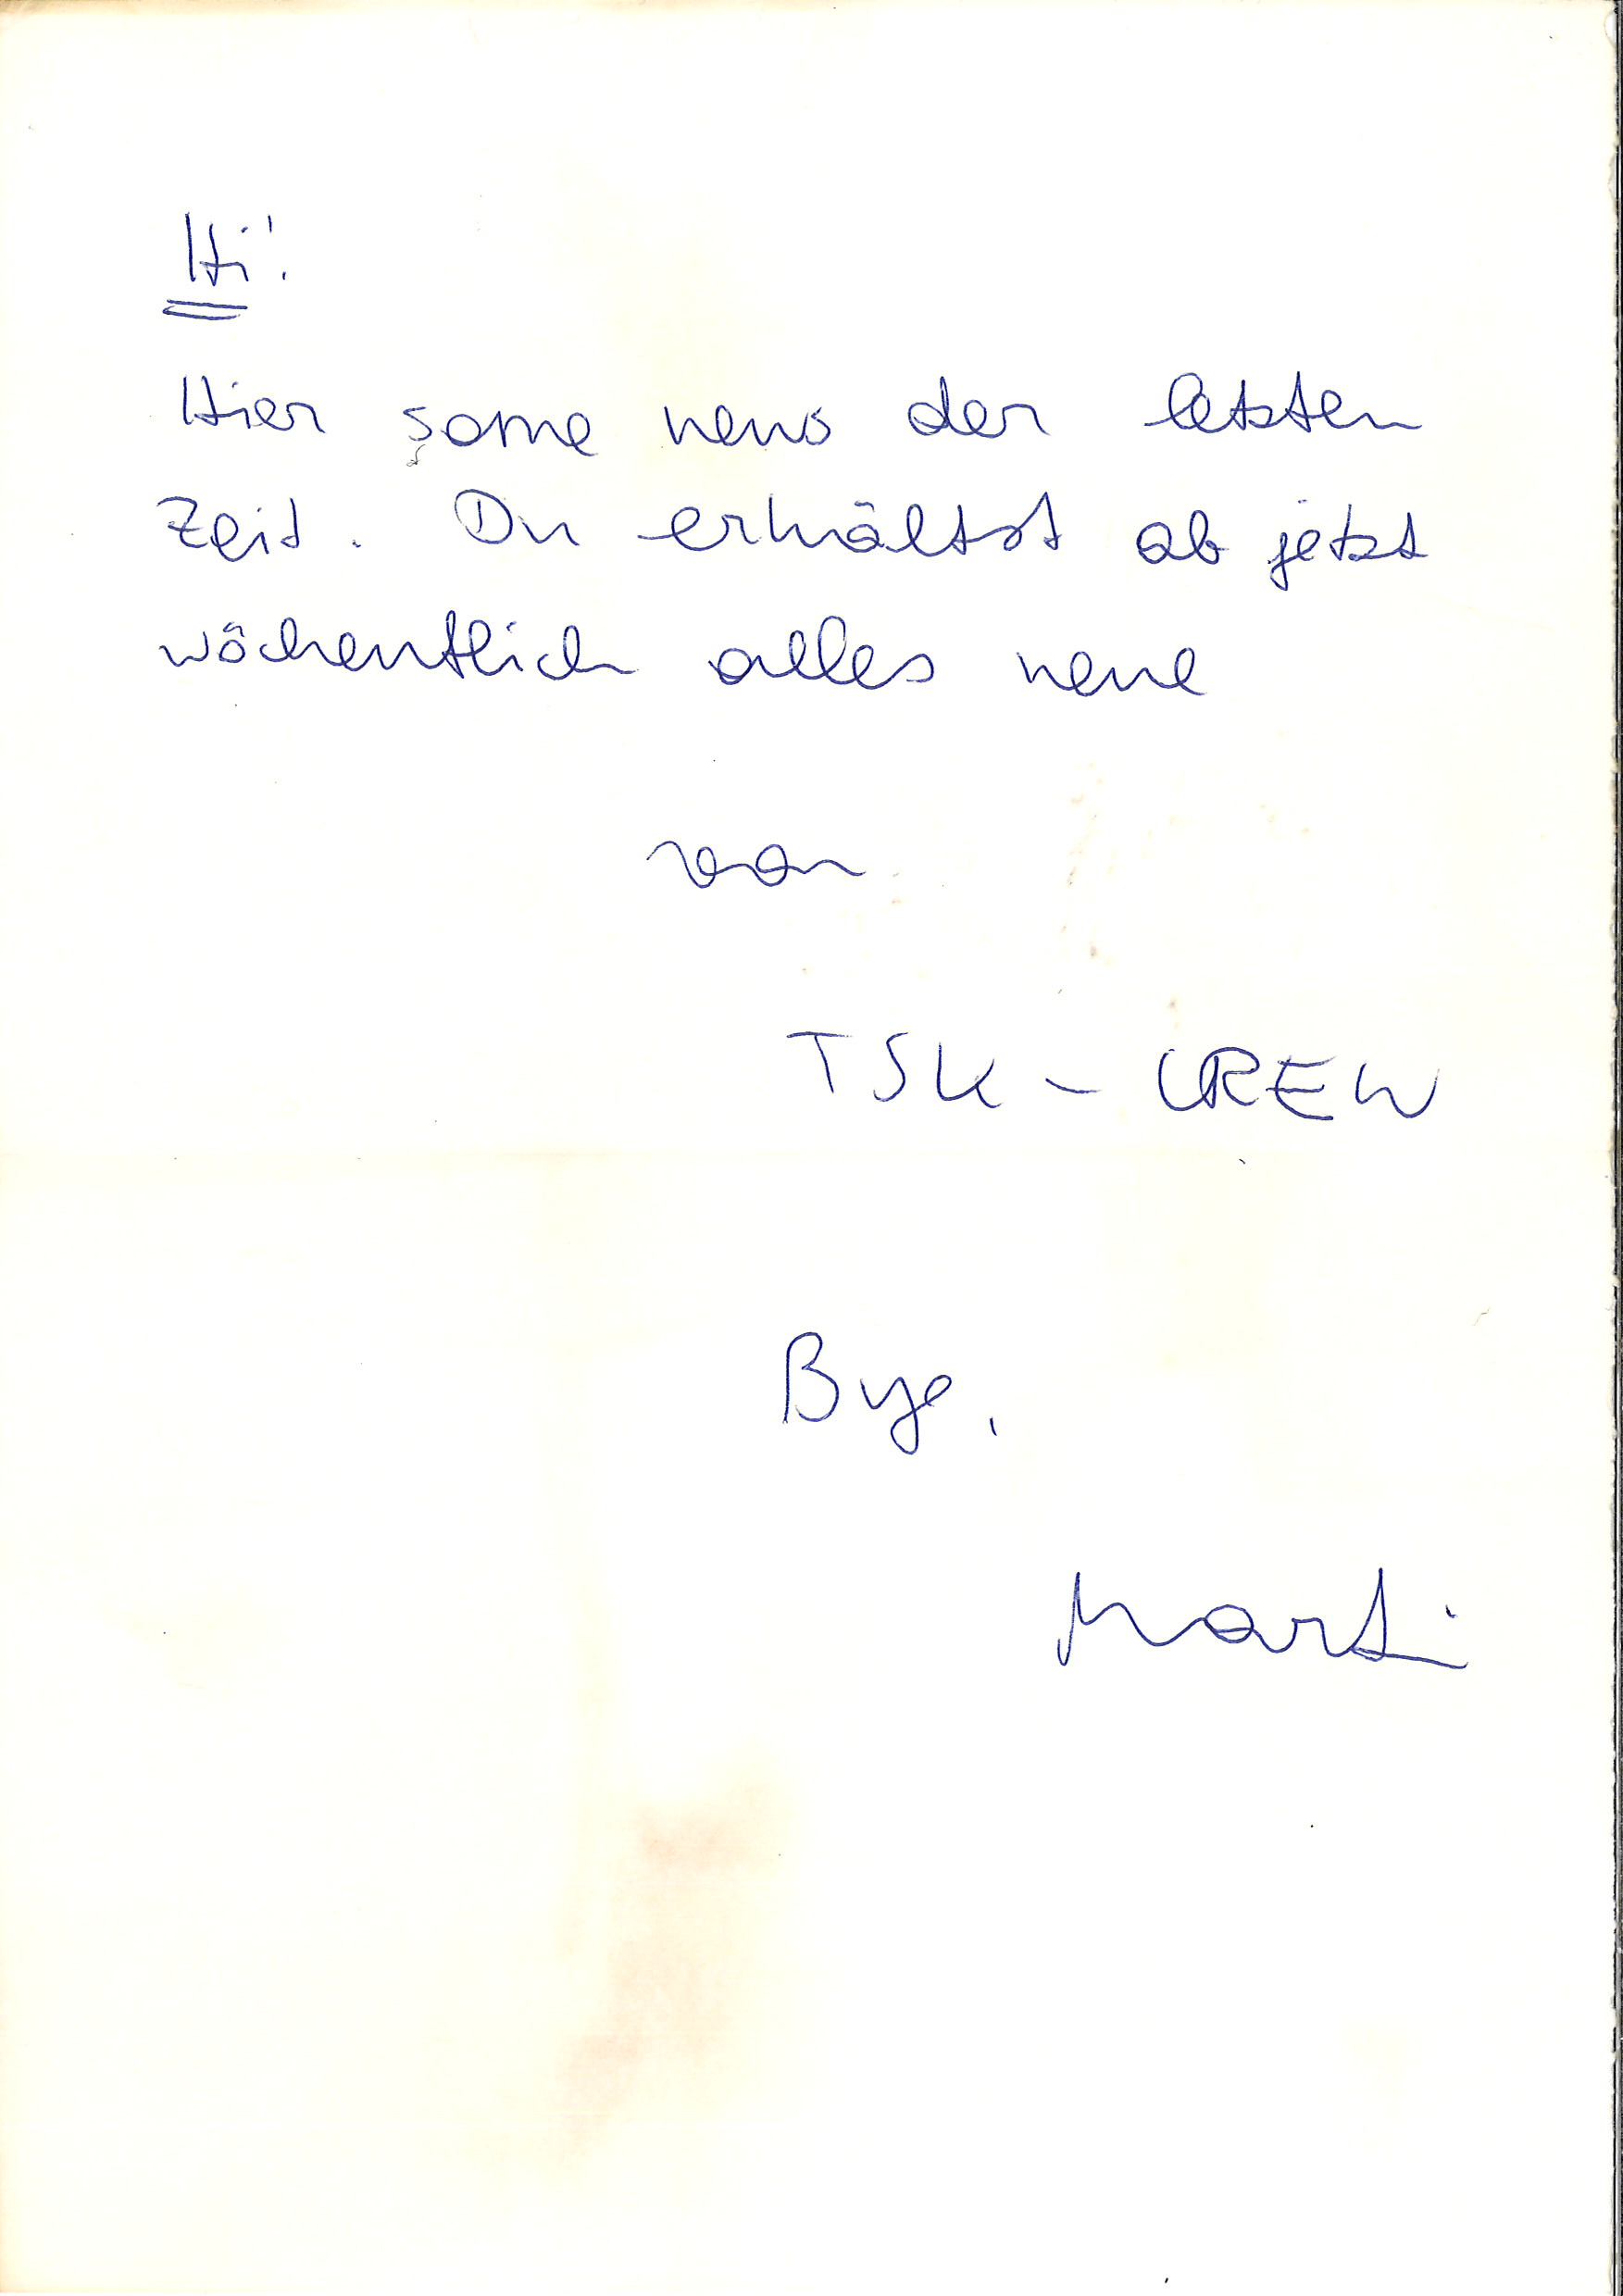 Hi!
Hier some news der letzten
Zeit. Du erhältst ab jetzt
wöchentlich alles neue
von
TSK - CREW
Bye,
Marti